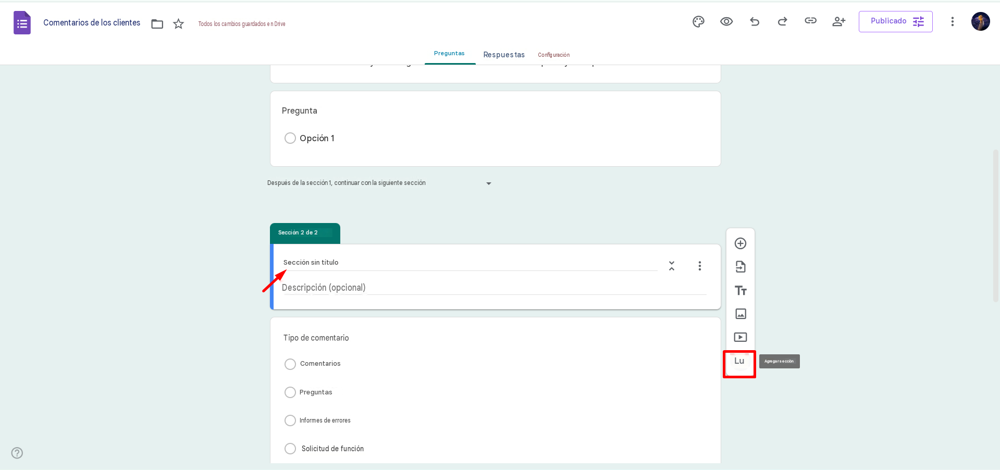 Comentarios de los clientes
Todos los cambios guardados en Drive
Publicado
Preguntas
Respuestas
Configuración
Pregunta
Opción 1
Después de la sección 1, continuar con la siguiente sección
Sección 2 de 2
Sección sin título
Descripción (opcional)
Tipo de comentario
Comentarios
Preguntas
Informes de errores
Solicitud de función
Tт
Lu
Agregar sección